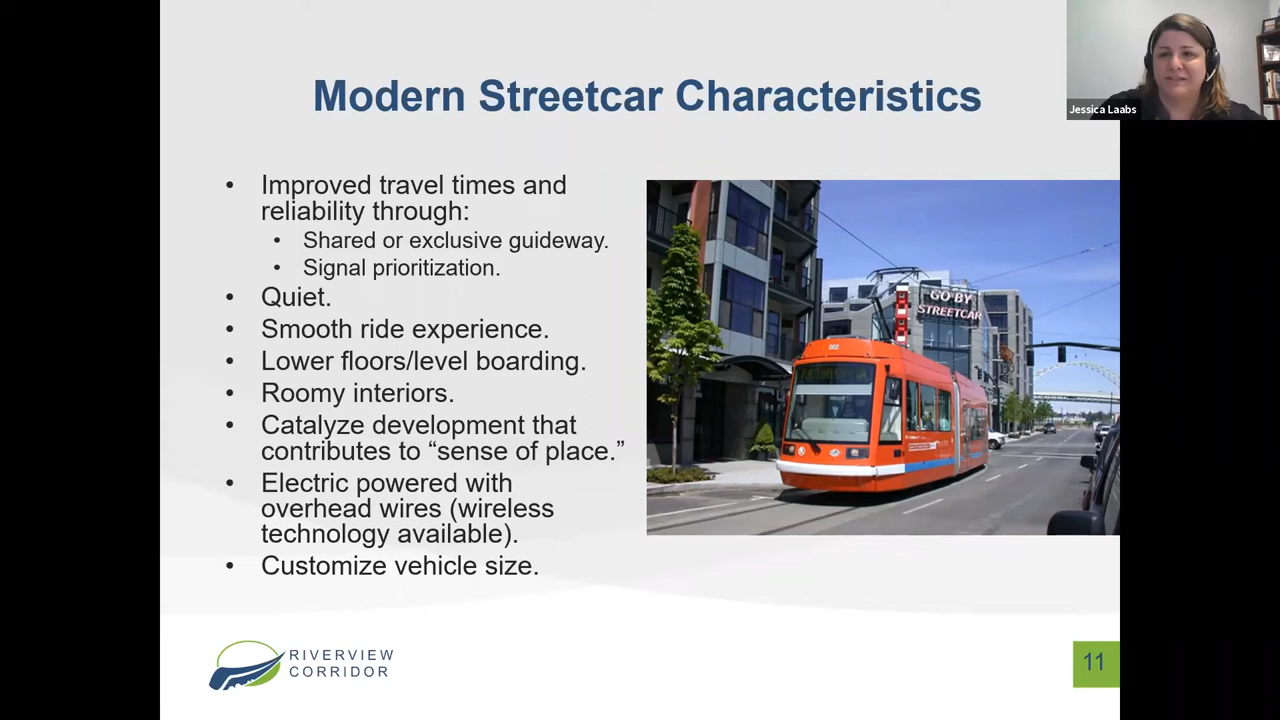 Modern Streetcar Characteristics
Jessica Laabs
• Improved travel times and
reliability through:
• Shared or exclusive guideway.
• Signal prioritization.
• Quiet.
• Smooth ride experience.
• Lower floors/level boarding.
• Roomy interiors.
• Catalyze development that
contributes to “sense of place.”
• Electric powered with
overhead wires (wireless
technology available).
• Customize vehicle size.
GO BY
STREETCAR
002
RIVERVIEW
CORRIDOR
11